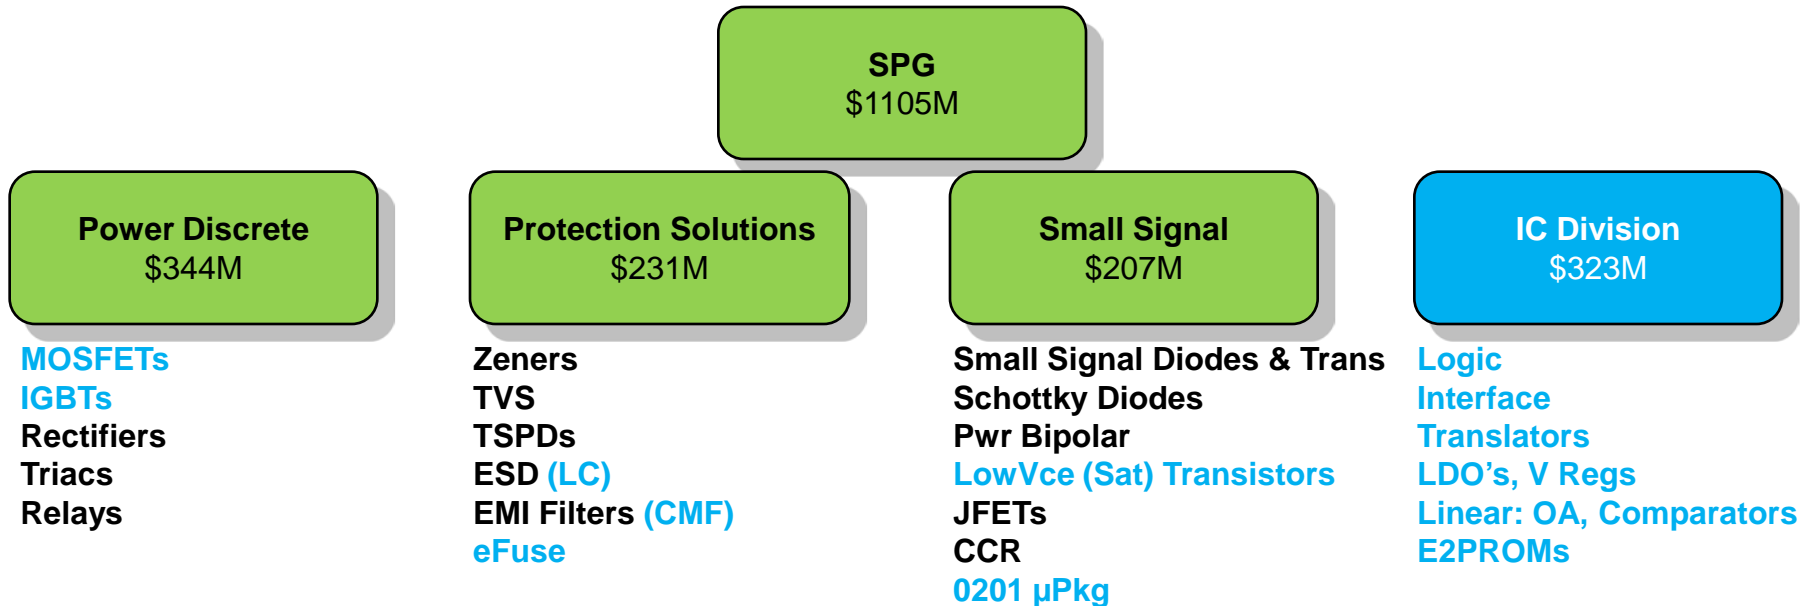 SPG
$1105M
Power Discrete
$344M
MOSFETs
IGBTs
Rectifiers
Triacs
Relays
Protection Solutions
$231M
Zeners
TVS
TSPDs
ESD (LC)
EMI Filters (CMF)
eFuse
Small Signal
$207M
Small Signal Diodes & Trans
Schottky Diodes
Pwr Bipolar
LowVce (Sat) Transistors
JFETs
CCR
0201 µPkg
IC Division
$323M
Logic
Interface
Translators
LDO's, V Regs
Linear: OA, Comparators
E2PROMs